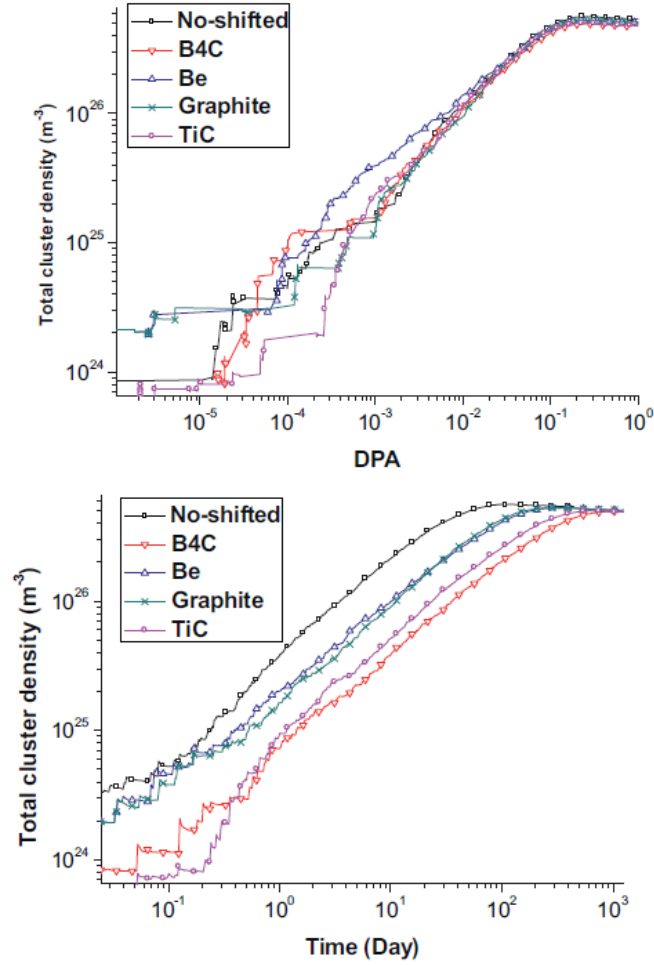 No-shifted
B4C
Be
Graphite
TiC
Total cluster density (m⁻³)
10²⁶
10²⁵
10²⁴
10⁻⁵
10⁻⁴
10⁻³
10⁻²
10⁻¹
10⁰
DPA
No-shifted
B4C
Be
Graphite
TiC
Total cluster density (m⁻³)
10²⁶
10²⁵
10²⁴
10⁻¹
10⁰
10¹
10²
10³
Time (Day)